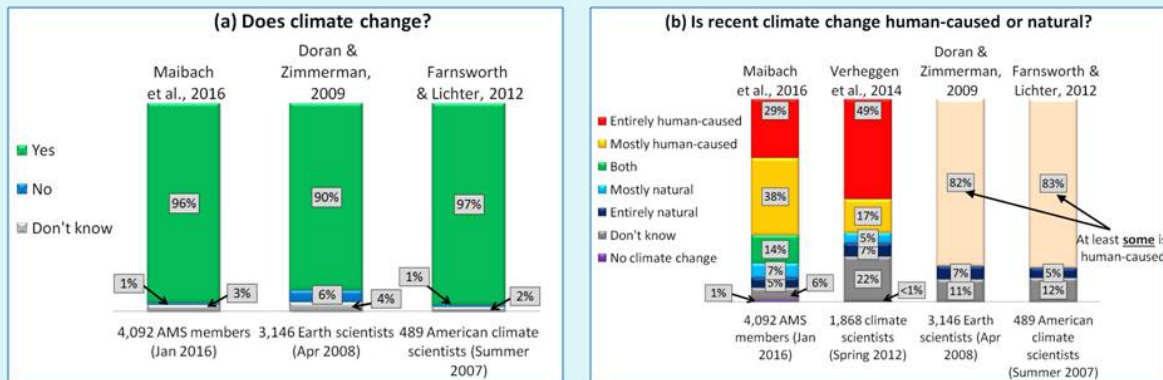 (a) Does climate change?
Maibach
et al., 2016
Doran &
Zimmerman,
2009
Farnsworth
& Lichter, 2012
Yes
No
Don't know
96%
1%
3%
90%
6%
4%
97%
1%
2%
4,092 AMS members
(Jan 2016)
3,146 Earth scientists
(Apr 2008)
489 American climate
scientists (Summer
2007)
(b) Is recent climate change human-caused or natural?
Maibach
et al., 2016
Verheggen
et al., 2014
Doran &
Zimmerman,
2009
Farnsworth &
Lichter, 2012
Entirely human-caused
Mostly human-caused
Both
Mostly natural
Entirely natural
Don't know
No climate change
29%
38%
14%
7%
5%
1%
6%
49%
17%
5%
7%
22%
<1%
82%
7%
11%
83%
5%
12%
At least some is
human-caused
4,092 AMS
members (Jan
2016)
1,868 climate
scientists
(Spring 2012)
3,146 Earth
scientists (Apr
2008)
489 American
climate
scientists
(Summer 2007)